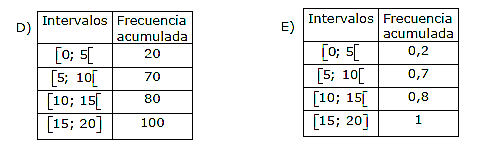 D)
Intervalos Frecuencia acumulada
[0; 5[ 20
[5; 10[ 70
[10; 15[ 80
[15; 20] 100
E)
Intervalos Frecuencia acumulada
[0; 5[ 0,2
[5; 10[ 0,7
[10; 15[ 0,8
[15; 20] 1